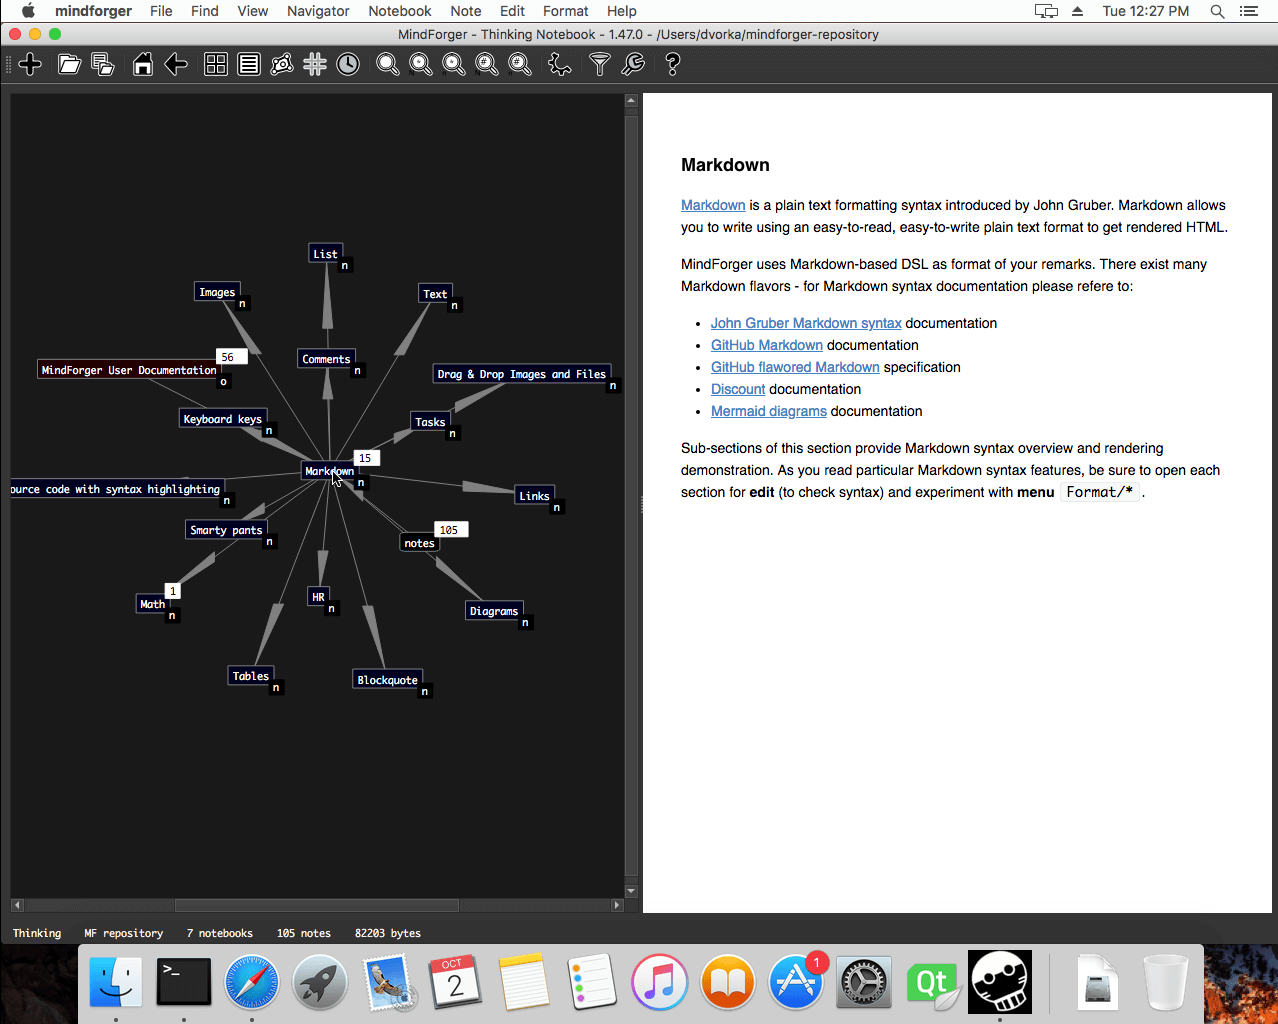 mindforger File Find View Navigator Notebook Note Edit Format Help Tue 12:27 PM
MindForger - Thinking Notebook - 1.47.0 - /Users/dvorka/mindforger-repository
List
n
Images
n
Text
n
56
MindForger User Documentation
o
Comments
n
Drag & Drop Images and Files
n
Keyboard keys
n
Tasks
n
15
Markdown
n
ource code with syntax highlighting
n
Links
n
Smarty pants
n
105
notes
1
Math
n
HR
n
Diagrams
n
Tables
n
Blockquote
n
Markdown
Markdown is a plain text formatting syntax introduced by John Gruber. Markdown allows
you to write using an easy-to-read, easy-to-write plain text format to get rendered HTML.
MindForger uses Markdown-based DSL as format of your remarks. There exist many
Markdown flavors - for Markdown syntax documentation please refere to:
• John Gruber Markdown syntax documentation
• GitHub Markdown documentation
• GitHub flawored Markdown specification
• Discount documentation
• Mermaid diagrams documentation
Sub-sections of this section provide Markdown syntax overview and rendering
demonstration. As you read particular Markdown syntax features, be sure to open each
section for edit (to check syntax) and experiment with menu Format/* .
Thinking MF repository 7 notebooks 105 notes 82203 bytes
>_
OCT
2
1
Qt